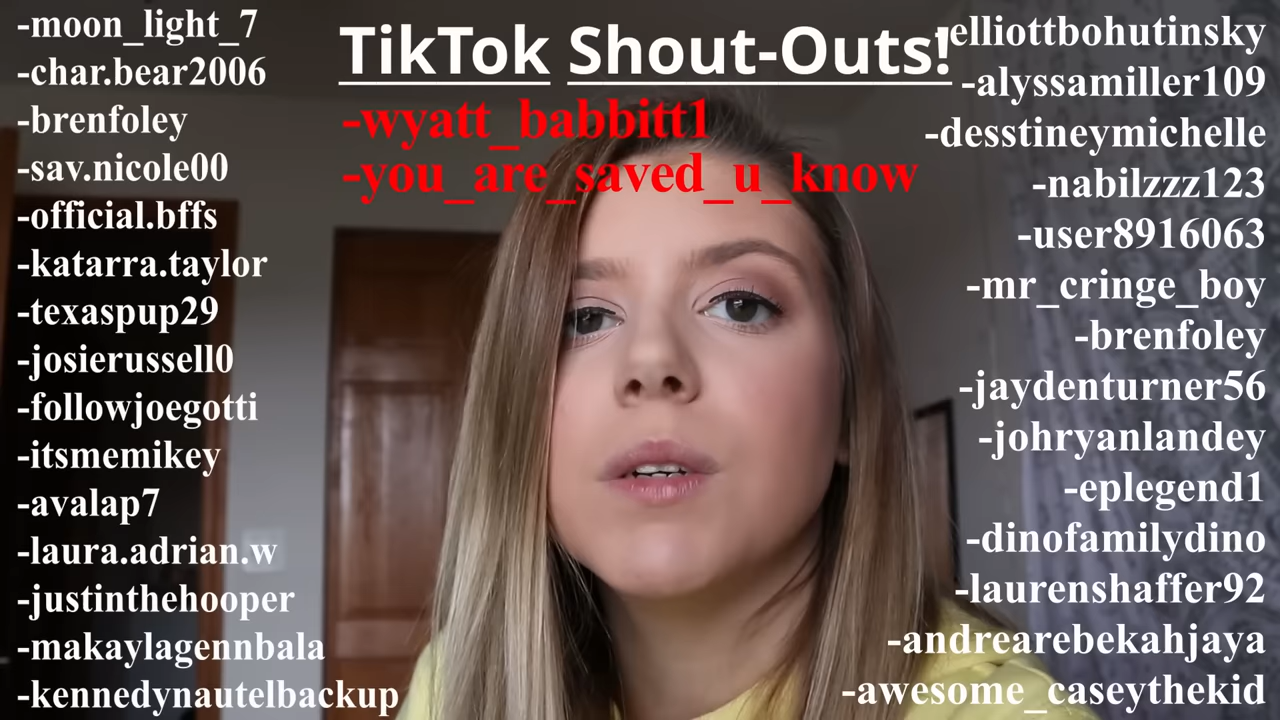 TikTok Shout-Outs!
-wyatt_babbitt1
-you_are_saved_u_know
-moon_light_7
-char.bear2006
-brenfoley
-sav.nicole00
-official.bffs
-katarra.taylor
-texaspup29
-josierussell0
-followjoegotti
-itsmemikey
-avalap7
-laura.adrian.w
-justinthehooper
-makaylagennbala
-kennedynautelbackup
-elliottbohutinsky
-alyssamiller109
-desstineymichelle
-nabilzzz123
-user8916063
-mr_cringe_boy
-brenfoley
-jaydenturner56
-johryanlandey
-eplegend1
-dinofamilydino
-laurenshaffer92
-andrearebekahjaya
-awesome_caseythekid